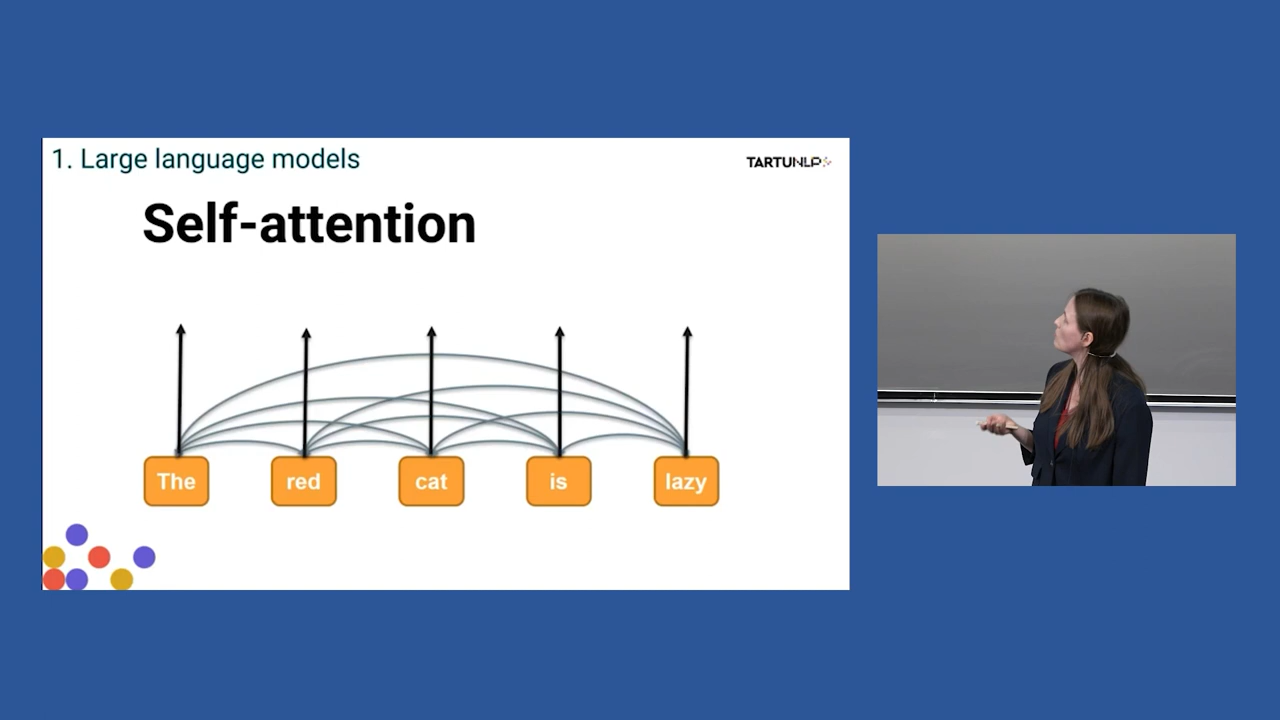 1. Large language models
TARTUNLP
Self-attention
The red cat is lazy